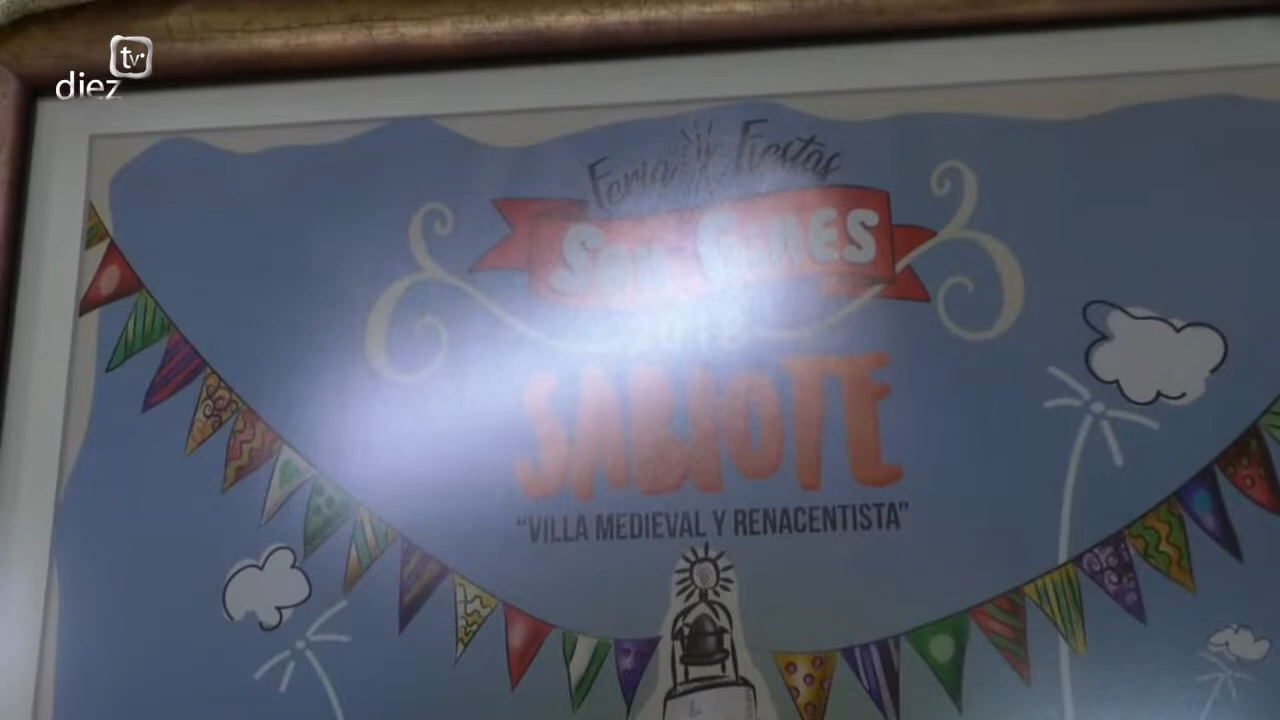 diez tv
Feria y Fiestas
San Ginés
SABIOTE
"VILLA MEDIEVAL Y RENACENTISTA"